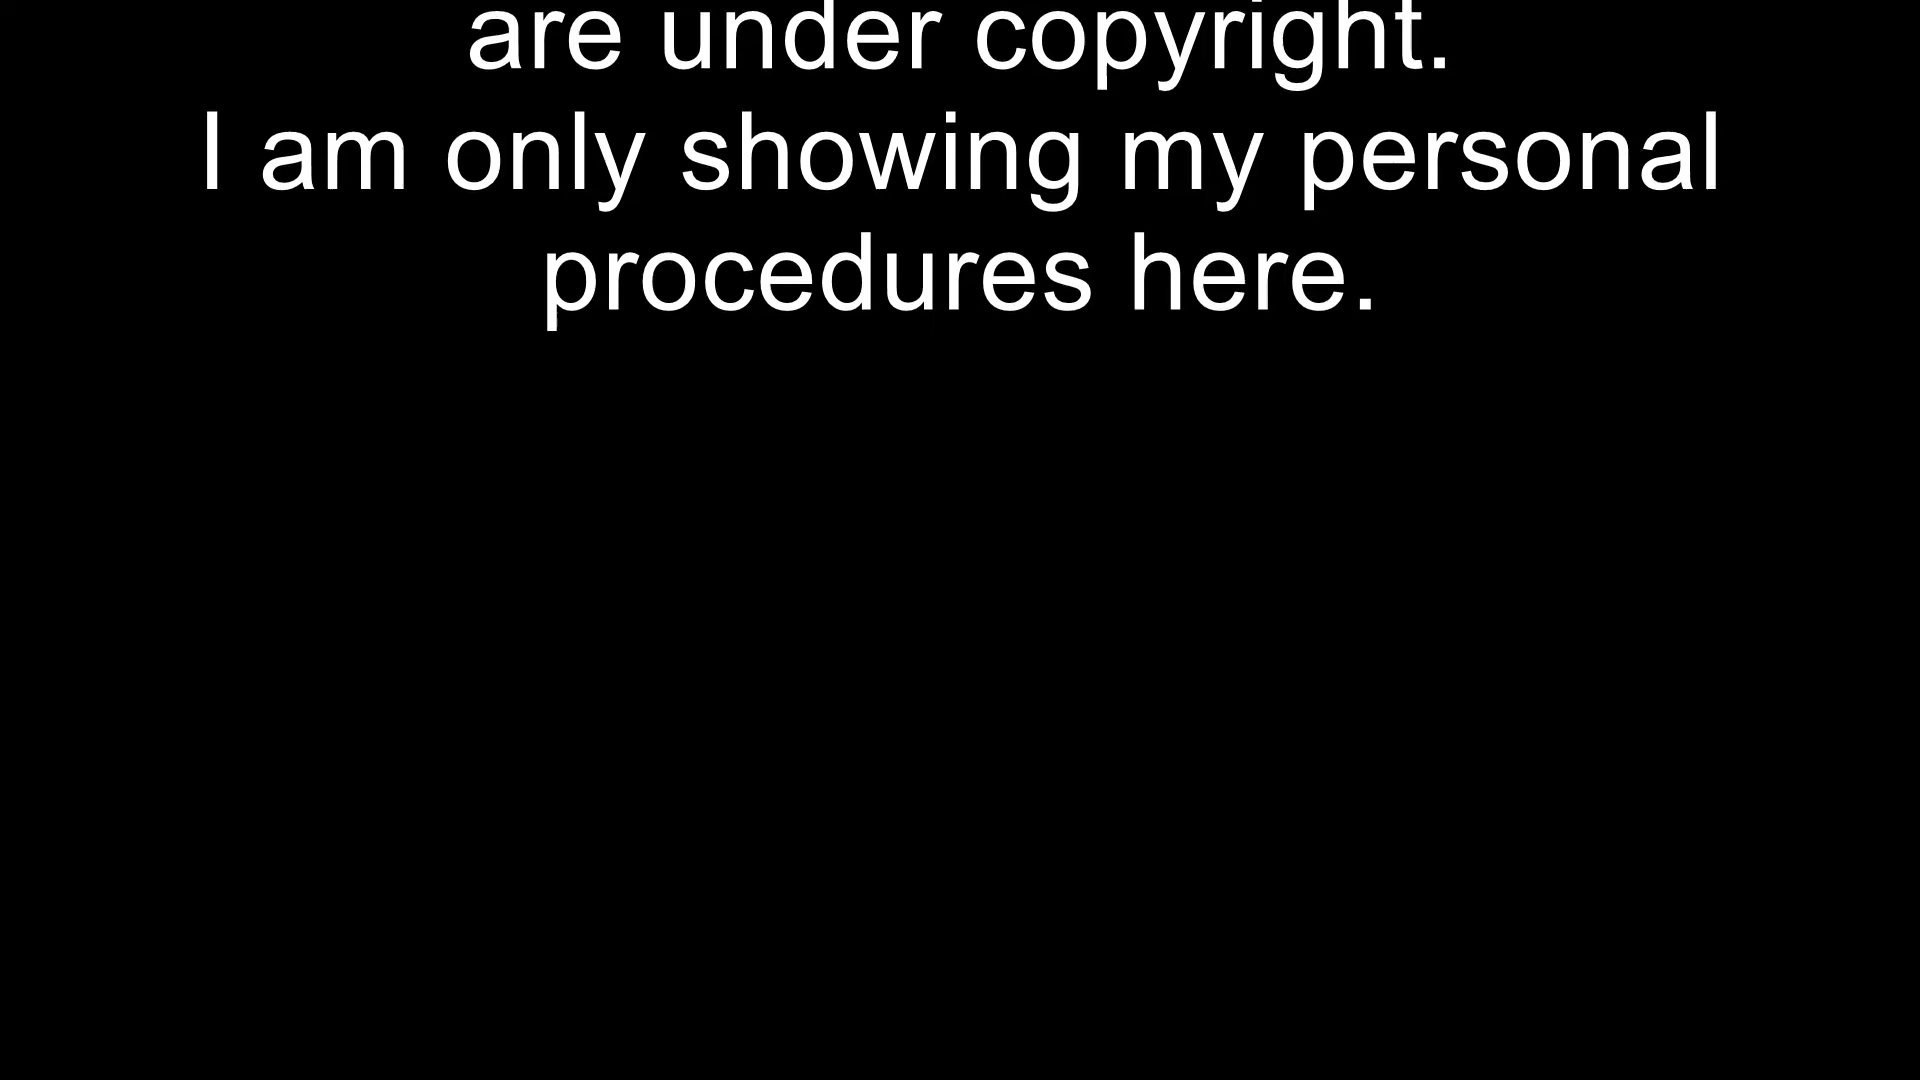 are under copyright.
I am only showing my personal
procedures here.